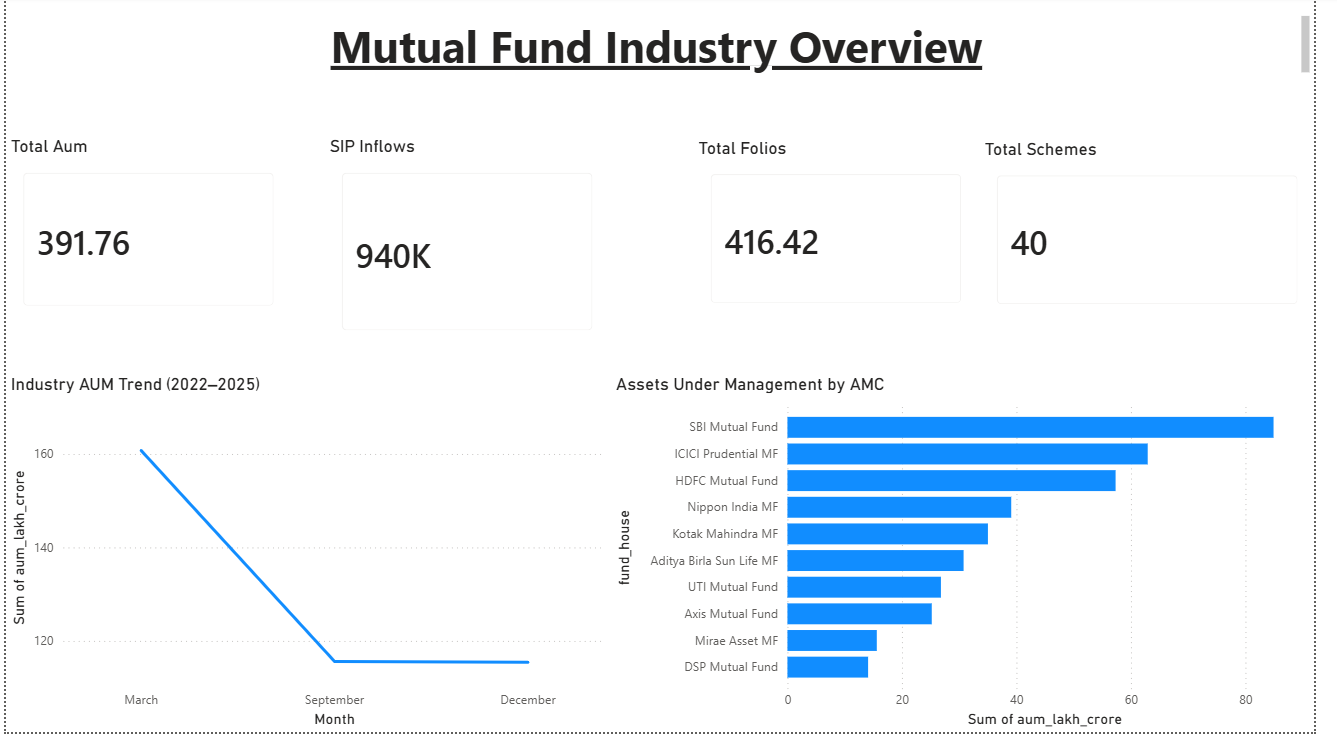 Mutual Fund Industry Overview
Total Aum
SIP Inflows
Total Folios
Total Schemes
391.76
940K
416.42
40
Industry AUM Trend (2022–2025)
Sum of aum_lakh_crore
160
140
120
March
September
December
Month
Assets Under Management by AMC
fund_house
SBI Mutual Fund
ICICI Prudential MF
HDFC Mutual Fund
Nippon India MF
Kotak Mahindra MF
Aditya Birla Sun Life MF
UTI Mutual Fund
Axis Mutual Fund
Mirae Asset MF
DSP Mutual Fund
0
20
40
60
80
Sum of aum_lakh_crore